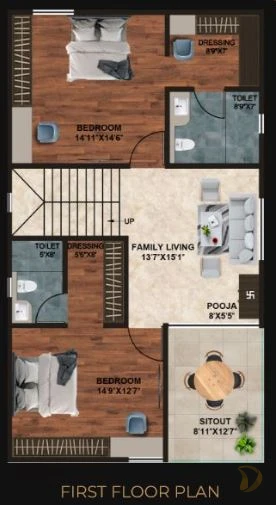 DRESSING
8'9"X7'
TOILET
8'9"X7'
BEDROOM
14'11"X14'6"
UP
FAMILY LIVING
13'7"X15'1"
TOILET
5'X8'
DRESSING
5'6"X8'
POOJA
8'X5'5"
BEDROOM
14'9"X12'7"
SITOUT
8'11"X12'7"
FIRST FLOOR PLAN